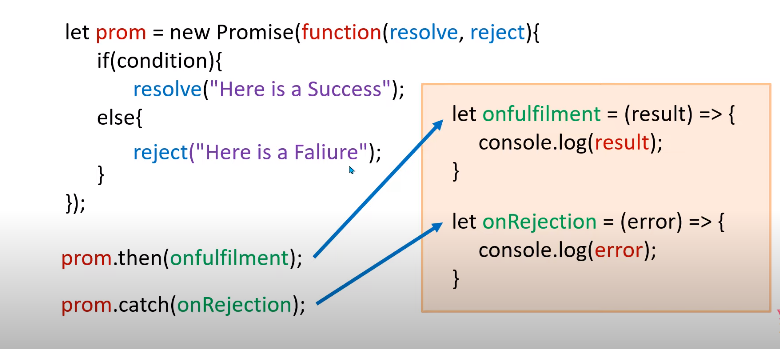 let prom = new Promise(function(resolve, reject){
if(condition){
resolve("Here is a Success");
else{
reject("Here is a Faliure");
}
});
prom.then(onfulfilment);
prom.catch(onRejection);
let onfulfilment = (result) => {
console.log(result);
}
let onRejection = (error) => {
console.log(error);
}